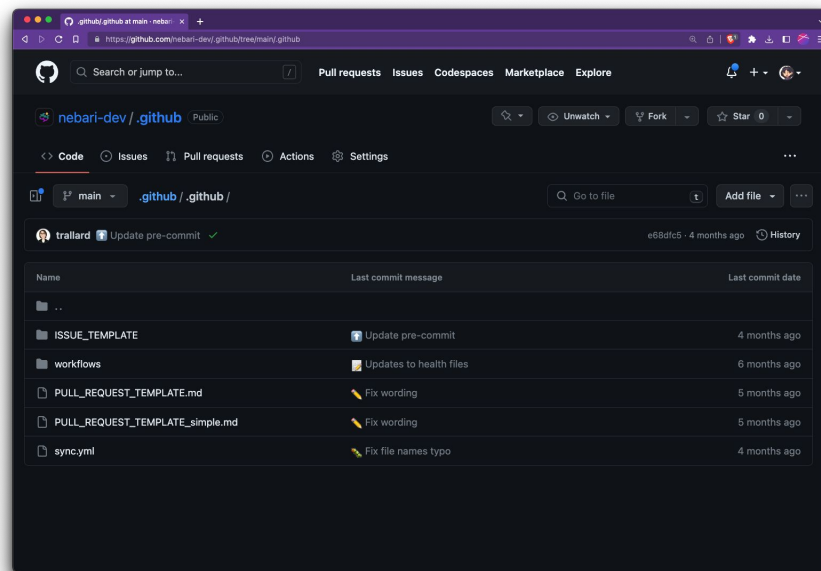 .github/.github at main · nebari-
https://github.com/nebari-dev/.github/tree/main/.github
Search or jump to... /
Pull requests Issues Codespaces Marketplace Explore
nebari-dev / .github Public
Unwatch Fork Star 0
Code Issues Pull requests Actions Settings
main .github / .github / Go to file t Add file
trallard Update pre-commit e68dfc5 · 4 months ago History
Name Last commit message Last commit date
..
ISSUE_TEMPLATE Update pre-commit 4 months ago
workflows Updates to health files 6 months ago
PULL_REQUEST_TEMPLATE.md Fix wording 5 months ago
PULL_REQUEST_TEMPLATE_simple.md Fix wording 5 months ago
sync.yml Fix file names typo 4 months ago